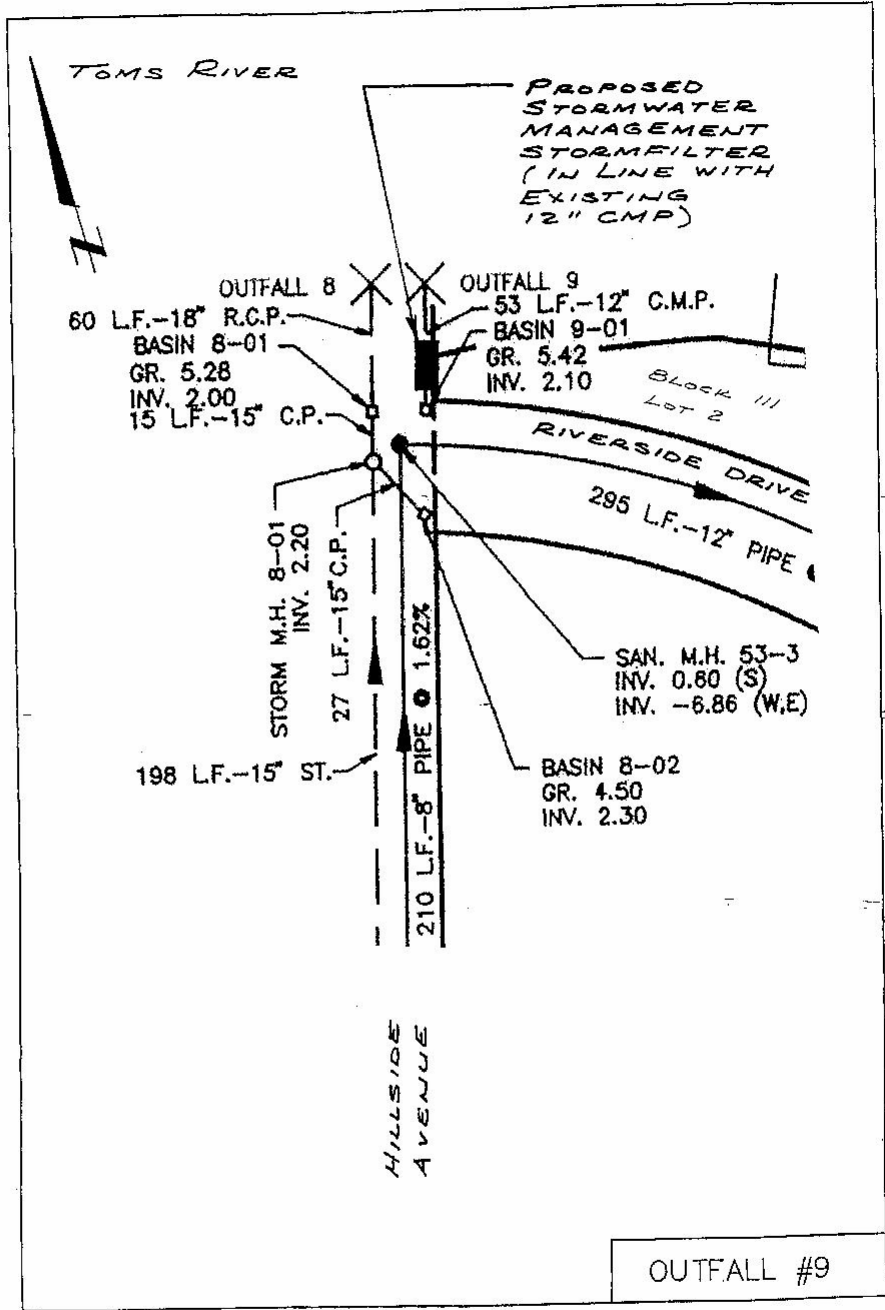 TOMS RIVER
PROPOSED
STORMWATER
MANAGEMENT
STORMFILTER
(IN LINE WITH
EXISTING
12" CMP)
OUTFALL 8
OUTFALL 9
60 L.F.-18" R.C.P.
53 L.F.-12" C.M.P.
BASIN 8-01
GR. 5.28
INV. 2.00
BASIN 9-01
GR. 5.42
INV. 2.10
15 L.F.-15" C.P.
BLOCK 111
LOT 2
RIVERSIDE DRIVE
295 L.F.-12" PIPE
STORM M.H. 8-01
INV. 2.20
27 L.F.-15" C.P.
SAN. M.H. 53-3
INV. 0.60 (S)
INV. -6.86 (W,E)
198 L.F.-15" ST.
210 L.F.-8" PIPE @ 1.62%
BASIN 8-02
GR. 4.50
INV. 2.30
HILLSIDE
AVENUE
OUTFALL #9